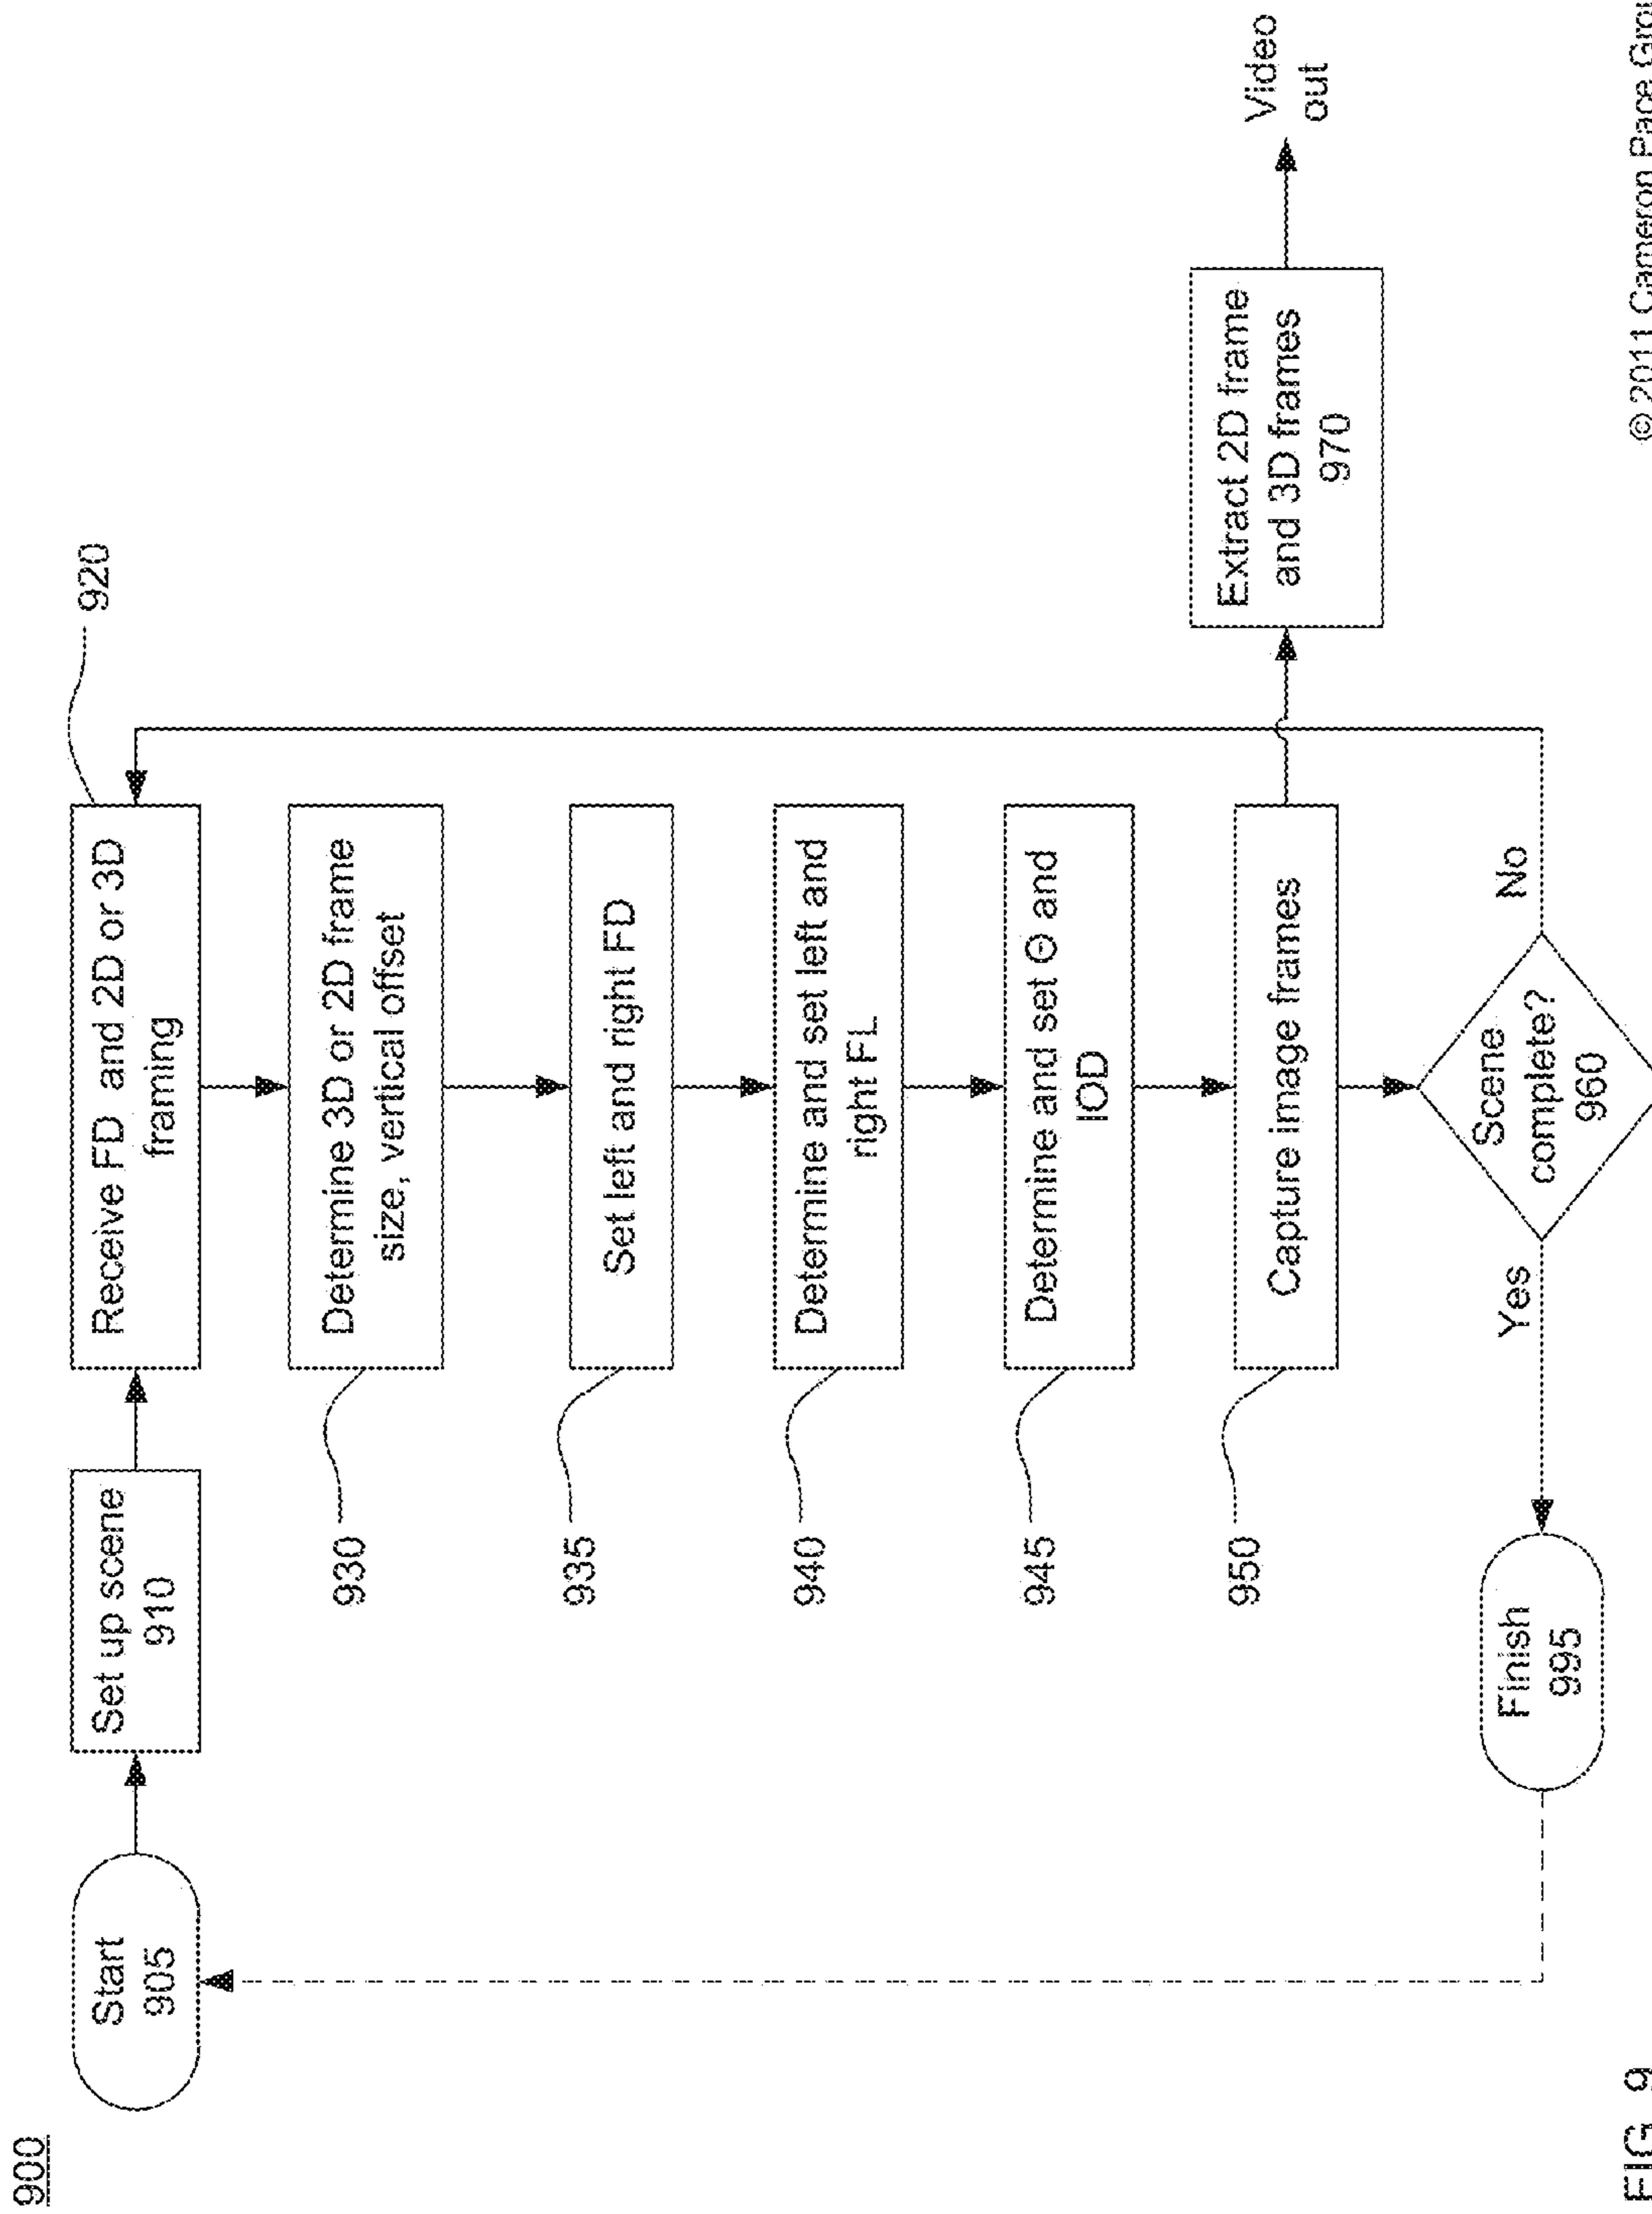 900
Start
905
Set up scene
910
Receive FD and 2D or 3D
framing
920
Determine 3D or 2D frame
size, vertical offset
930
Set left and right FD
935
Determine and set left and
right FL
940
Determine and set Θ and
IOD
945
Capture image frames
950
Extract 2D frame
and 3D frames
970
Video
out
Scene
complete?
960
No
Yes
Finish
995
FIG. 9
© 2011 Cameron Pace